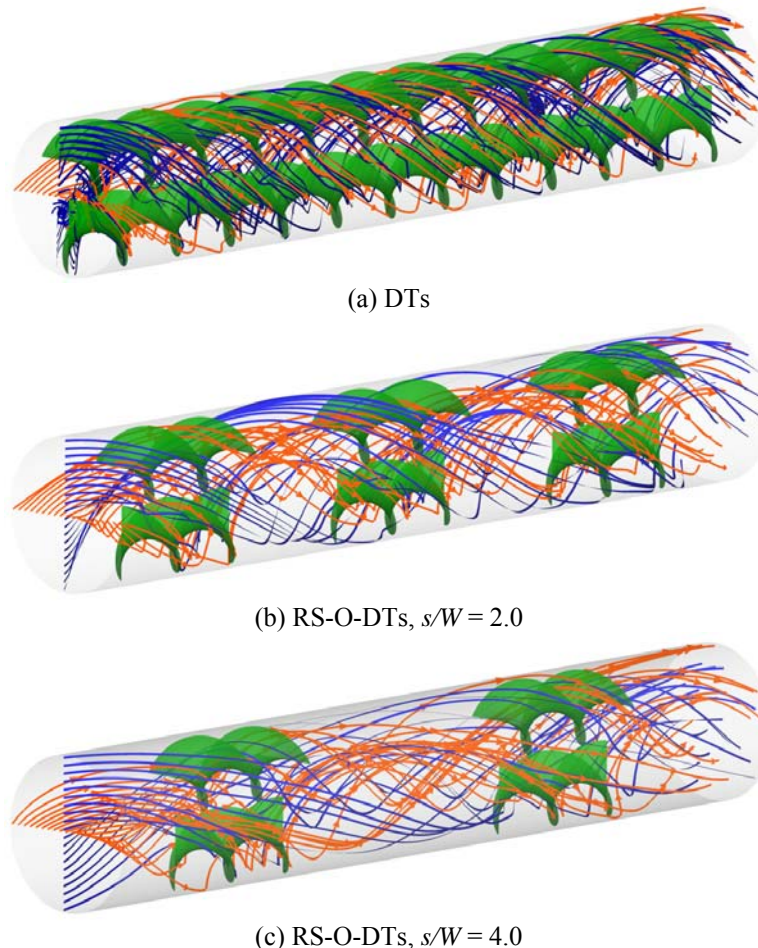 (a) DTs
(b) RS-O-DTs, s/W = 2.0
(c) RS-O-DTs, s/W = 4.0